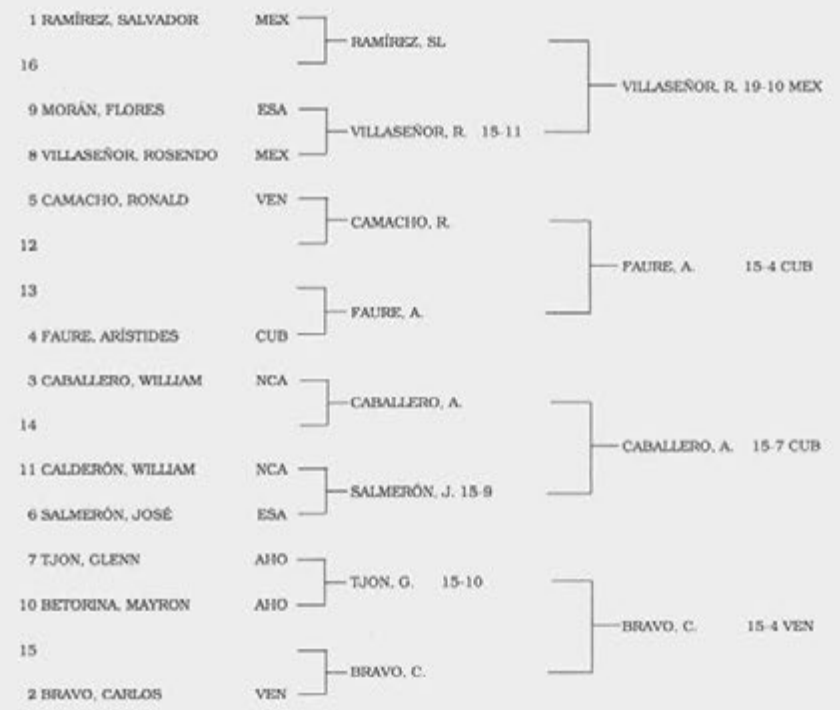 1 RAMÍREZ, SALVADOR MEX
RAMÍREZ, SL
16
VILLASEÑOR, R. 19-10 MEX
9 MORÁN, FLORES ESA
VILLASEÑOR, R. 15-11
8 VILLASEÑOR, ROSENDO MEX
5 CAMACHO, RONALD VEN
CAMACHO, R.
12
FAURE, A. 15-4 CUB
13
FAURE, A.
4 FAURE, ARÍSTIDES CUB
3 CABALLERO, WILLIAM NCA
CABALLERO, A.
14
CABALLERO, A. 15-7 CUB
11 CALDERÓN, WILLIAM NCA
SALMERÓN, J. 15-9
6 SALMERÓN, JOSÉ ESA
7 TJON, GLENN AHO
TJON, G. 15-10
10 BETORINA, MAYRON AHO
BRAVO, C. 15-4 VEN
15
BRAVO, C.
2 BRAVO, CARLOS VEN